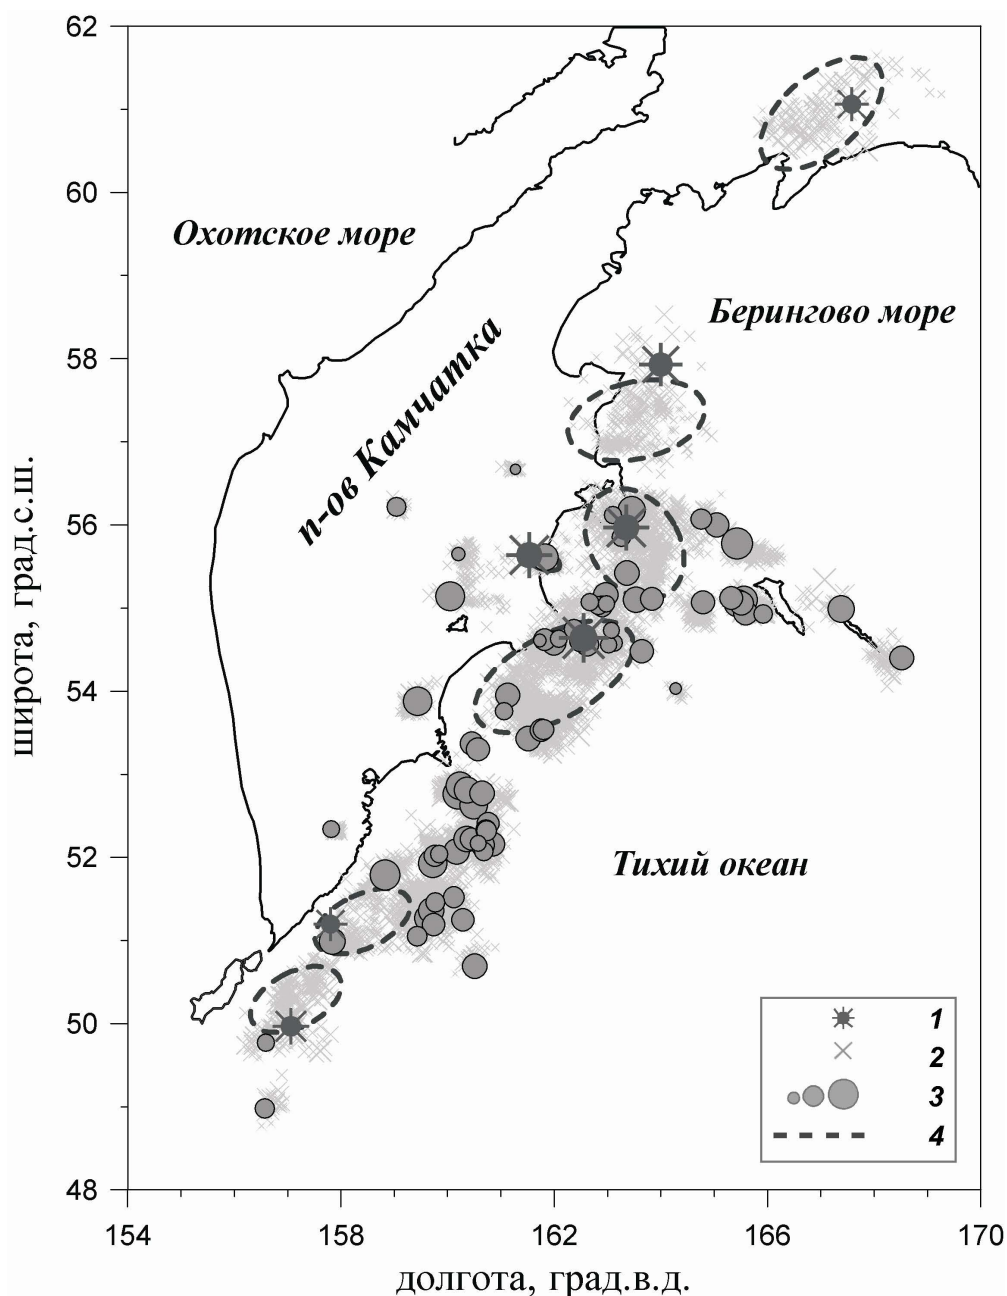 62
60
58
56
54
52
50
48
широта, град.с.ш.
Охотское море
Берингово море
п-ов Камчатка
Тихий океан
1
2
3
4
154
158
162
166
170
долгота, град.в.д.